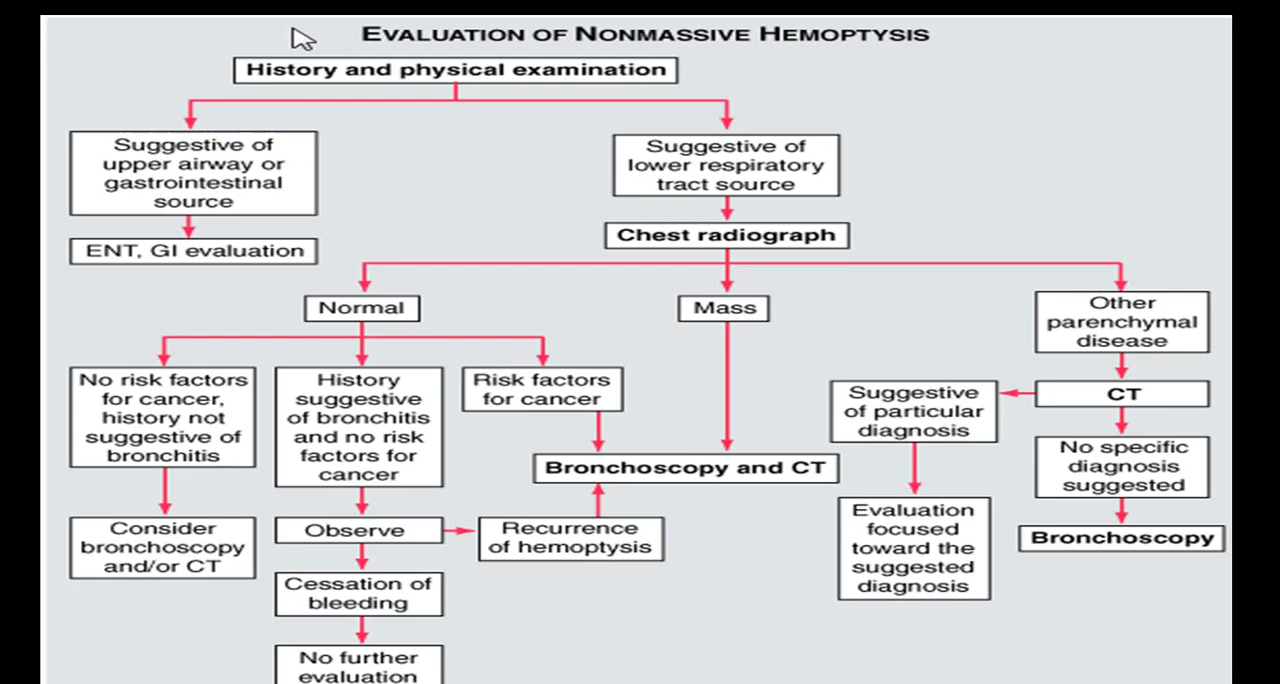 EVALUATION OF NONMASSIVE HEMOPTYSIS
History and physical examination
Suggestive of
upper airway or
gastrointestinal
source
Suggestive of
lower respiratory
tract source
ENT, GI evaluation
Chest radiograph
Normal
Mass
Other
parenchymal
disease
No risk factors
for cancer,
history not
suggestive of
bronchitis
History
suggestive
of bronchitis
and no risk
factors for
cancer
Risk factors
for cancer
Suggestive
of particular
diagnosis
CT
Bronchoscopy and CT
No specific
diagnosis
suggested
Consider
bronchoscopy
and/or CT
Observe
Recurrence
of hemoptysis
Evaluation
focused
toward the
suggested
diagnosis
Bronchoscopy
Cessation of
bleeding
No further
evaluation